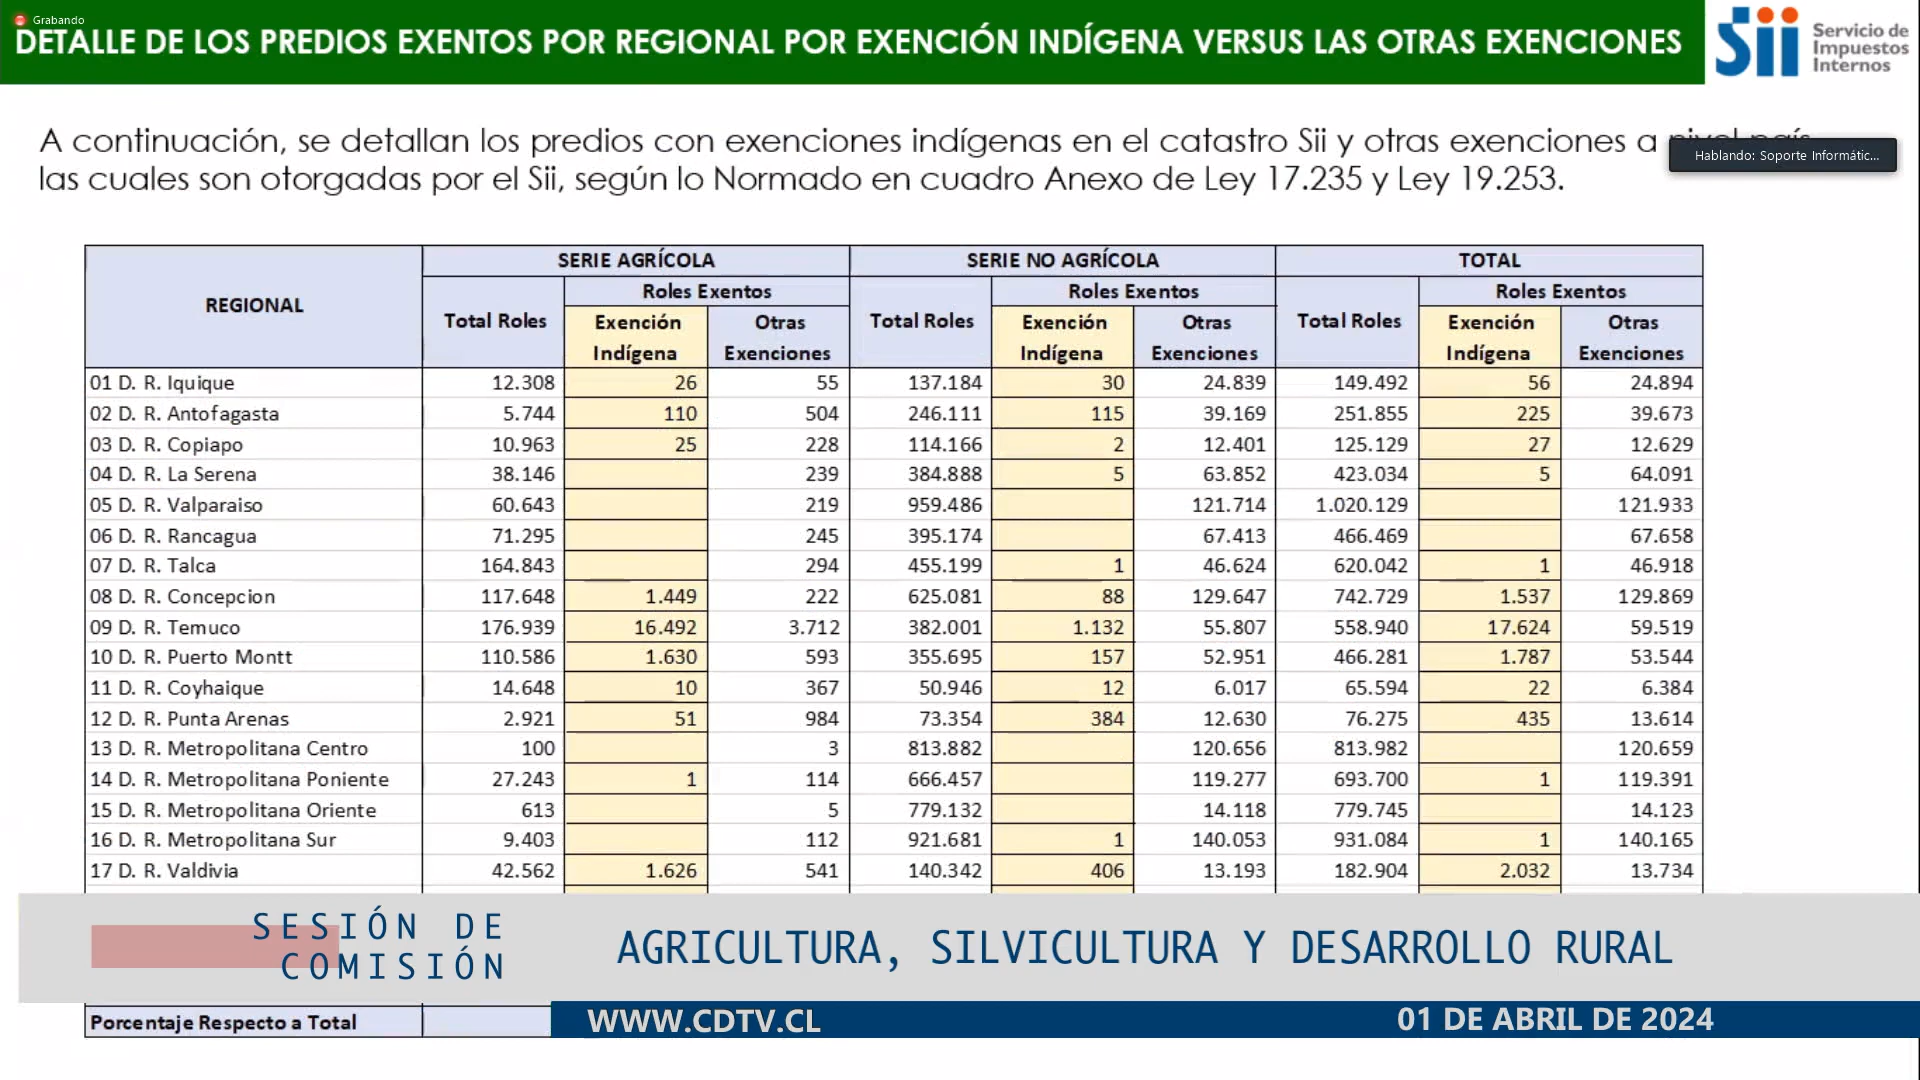 Grabando
DETALLE DE LOS PREDIOS EXENTOS POR REGIONAL POR EXENCIÓN INDÍGENA VERSUS LAS OTRAS EXENCIONES
Sii Servicio de
Impuestos
Internos
A continuación, se detallan los predios con exenciones indígenas en el catastro Sii y otras exenciones a nivel país
Hablando: Soporte Informátic...
las cuales son otorgadas por el Sii, según lo Normado en cuadro Anexo de Ley 17.235 y Ley 19.253.
SERIE AGRÍCOLA SERIE NO AGRÍCOLA TOTAL
REGIONAL Total Roles Roles Exentos Total Roles Roles Exentos Total Roles Roles Exentos
Exención Otras Exención Otras Exención Otras
Indígena Exenciones Indígena Exenciones Indígena Exenciones
01 D. R. Iquique 12.308 26 55 137.184 30 24.839 149.492 56 24.894
02 D. R. Antofagasta 5.744 110 504 246.111 115 39.169 251.855 225 39.673
03 D. R. Copiapo 10.963 25 228 114.166 2 12.401 125.129 27 12.629
04 D. R. La Serena 38.146 239 384.888 5 63.852 423.034 5 64.091
05 D. R. Valparaiso 60.643 219 959.486 121.714 1.020.129 121.933
06 D. R. Rancagua 71.295 245 395.174 67.413 466.469 67.658
07 D. R. Talca 164.843 294 455.199 1 46.624 620.042 1 46.918
08 D. R. Concepcion 117.648 1.449 222 625.081 88 129.647 742.729 1.537 129.869
09 D. R. Temuco 176.939 16.492 3.712 382.001 1.132 55.807 558.940 17.624 59.519
10 D. R. Puerto Montt 110.586 1.630 593 355.695 157 52.951 466.281 1.787 53.544
11 D. R. Coyhaique 14.648 10 367 50.946 12 6.017 65.594 22 6.384
12 D. R. Punta Arenas 2.921 51 984 73.354 384 12.630 76.275 435 13.614
13 D. R. Metropolitana Centro 100 3 813.882 120.656 813.982 120.659
14 D. R. Metropolitana Poniente 27.243 1 114 666.457 119.277 693.700 1 119.391
15 D. R. Metropolitana Oriente 613 5 779.132 14.118 779.745 14.123
16 D. R. Metropolitana Sur 9.403 112 921.681 1 140.053 931.084 1 140.165
17 D. R. Valdivia 42.562 1.626 541 140.342 406 13.193 182.904 2.032 13.734
SESIÓN DE
COMISIÓN
AGRICULTURA, SILVICULTURA Y DESARROLLO RURAL
Porcentaje Respecto a Total
WWW.CDTV.CL
01 DE ABRIL DE 2024